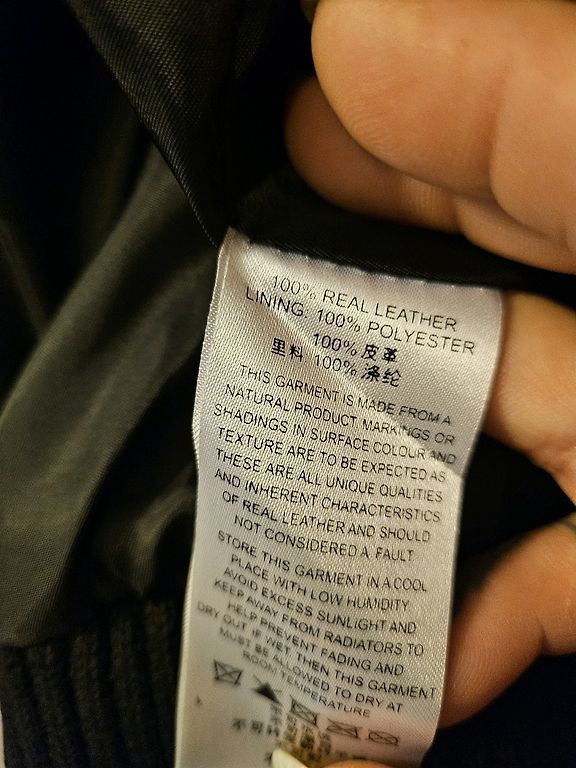 100% REAL LEATHER
LINING: 100% POLYESTER
100% 皮革
里料 100% 涤纶
THIS GARMENT IS MADE FROM A
NATURAL PRODUCT MARKINGS OR
SHADINGS IN SURFACE COLOUR AND
TEXTURE ARE TO BE EXPECTED AS
THESE ARE ALL UNIQUE QUALITIES
AND INHERENT CHARACTERISTICS
OF REAL LEATHER AND SHOULD
NOT CONSIDERED A FAULT
STORE THIS GARMENT IN A COOL
PLACE WITH LOW HUMIDITY
AVOID EXCESS SUNLIGHT AND
KEEP AWAY FROM RADIATORS TO
HELP PREVENT FADING AND
DRY OUT IF WET THEN THIS GARMENT
MUST BE ALLOWED TO DRY AT
ROOM TEMPERATURE